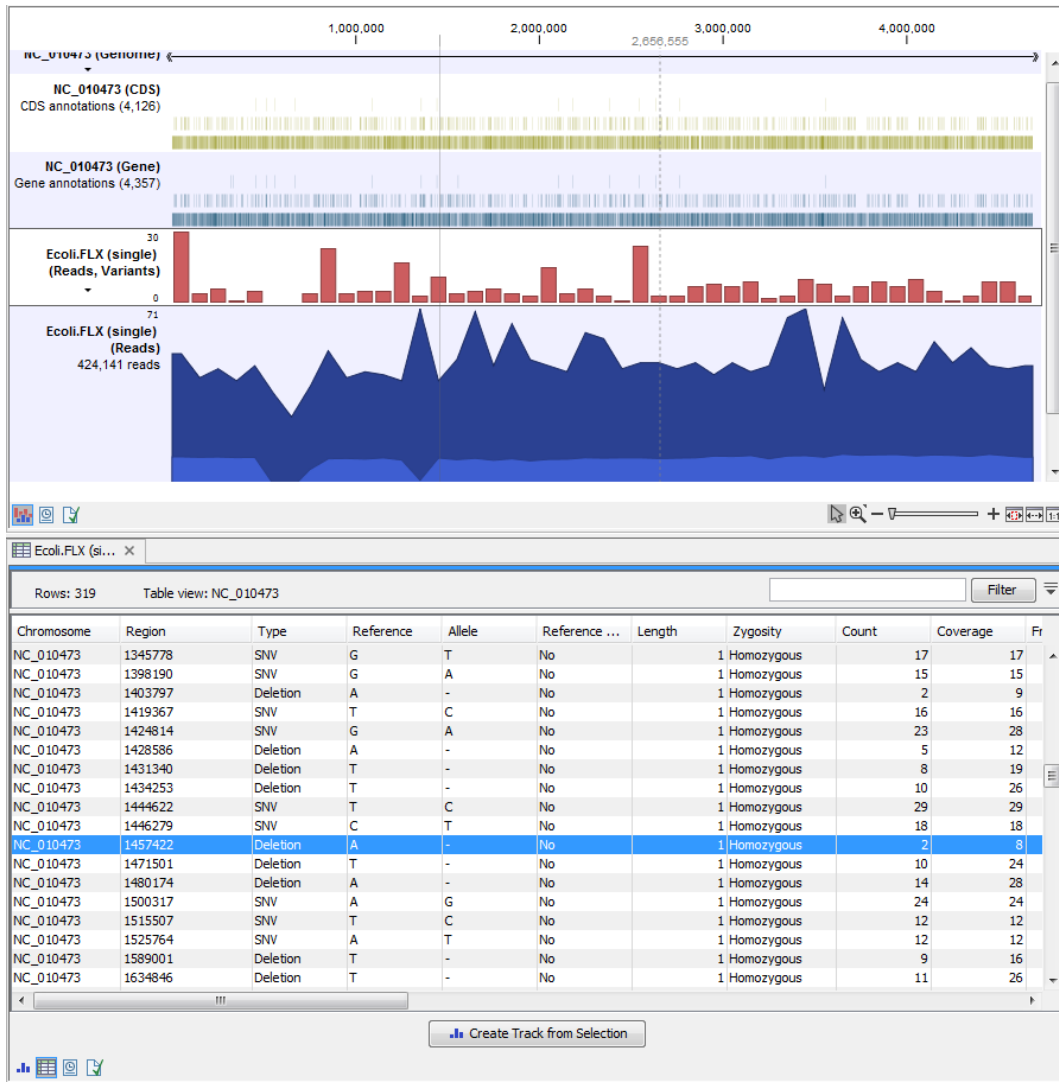 1,000,000 2,000,000 3,000,000 4,000,000
2,656,555
NC_010473 (Genome)
NC_010473 (CDS)
CDS annotations (4,126)
NC_010473 (Gene)
Gene annotations (4,357)
30
Ecoli.FLX (single)
(Reads, Variants)
0
71
Ecoli.FLX (single)
(Reads)
424,141 reads
1:1
Ecoli.FLX (si...
Rows: 319 Table view: NC_010473 Filter
Chromosome Region Type Reference Allele Reference ... Length Zygosity Count Coverage Fr
NC_010473 1345778 SNV G T No 1 Homozygous 17 17
NC_010473 1398190 SNV G A No 1 Homozygous 15 15
NC_010473 1403797 Deletion A - No 1 Homozygous 2 9
NC_010473 1419367 SNV T C No 1 Homozygous 16 16
NC_010473 1424814 SNV G A No 1 Homozygous 23 28
NC_010473 1428586 Deletion A - No 1 Homozygous 5 12
NC_010473 1431340 Deletion T - No 1 Homozygous 8 19
NC_010473 1434253 Deletion T - No 1 Homozygous 10 26
NC_010473 1444622 SNV T C No 1 Homozygous 29 29
NC_010473 1446279 SNV C T No 1 Homozygous 18 18
NC_010473 1457422 Deletion A - No 1 Homozygous 2 8
NC_010473 1471501 Deletion T - No 1 Homozygous 10 24
NC_010473 1480174 Deletion A - No 1 Homozygous 14 28
NC_010473 1500317 SNV A G No 1 Homozygous 24 24
NC_010473 1515507 SNV T C No 1 Homozygous 12 12
NC_010473 1525764 SNV A T No 1 Homozygous 12 12
NC_010473 1589001 Deletion T - No 1 Homozygous 9 16
NC_010473 1634846 Deletion T - No 1 Homozygous 11 26
Create Track from Selection